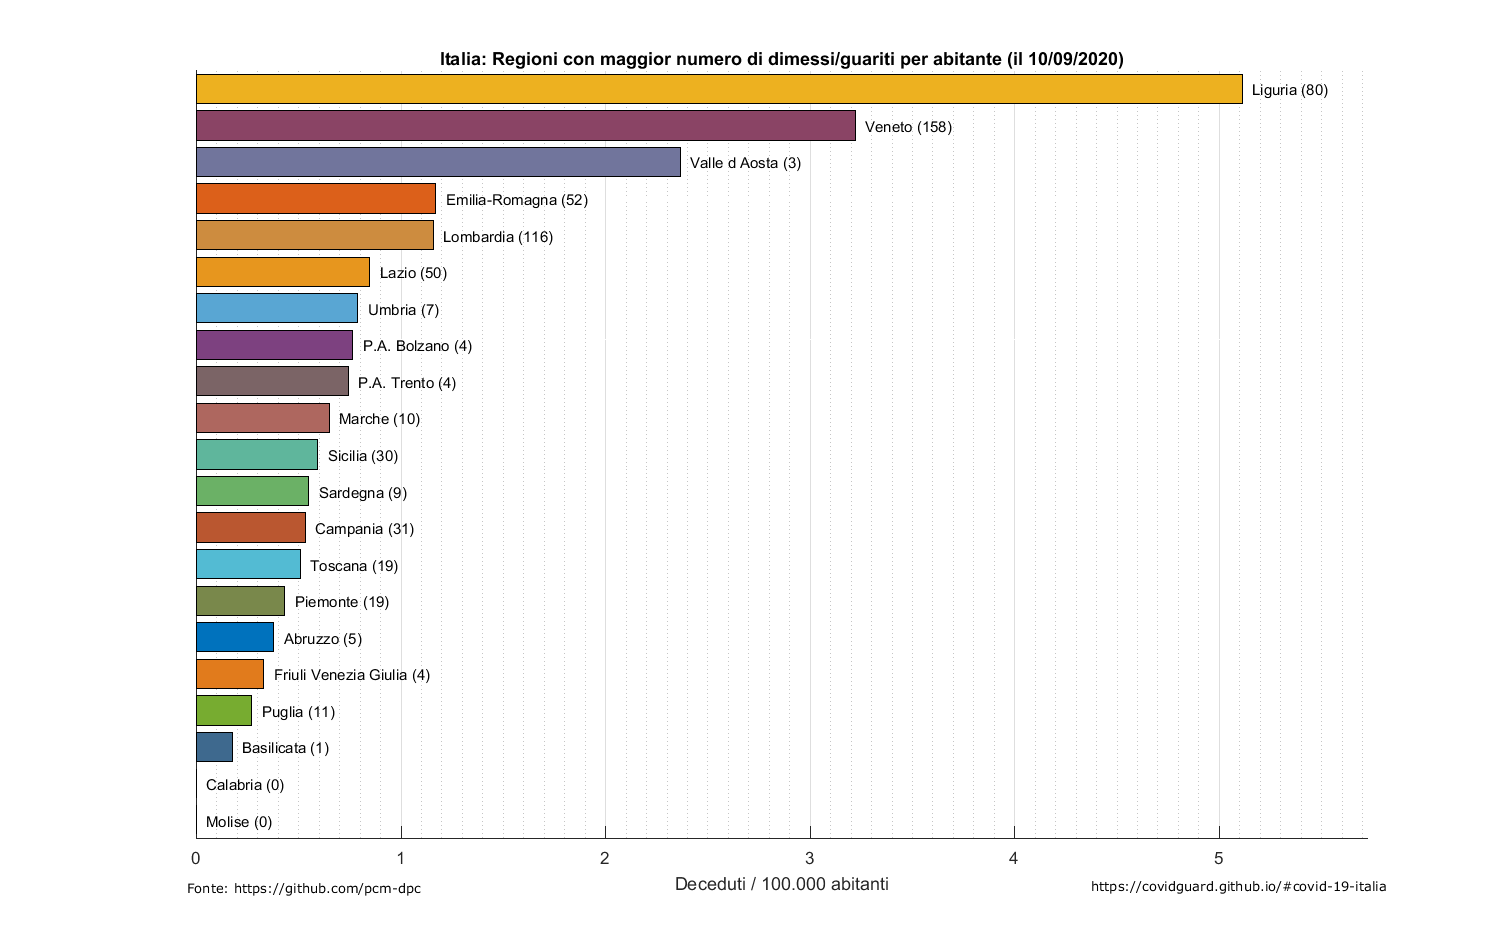 Italia: Regioni con maggior numero di dimessi/guariti per abitante (il 10/09/2020)
Liguria (80)
Veneto (158)
Valle d Aosta (3)
Emilia-Romagna (52)
Lombardia (116)
Lazio (50)
Umbria (7)
P.A. Bolzano (4)
P.A. Trento (4)
Marche (10)
Sicilia (30)
Sardegna (9)
Campania (31)
Toscana (19)
Piemonte (19)
Abruzzo (5)
Friuli Venezia Giulia (4)
Puglia (11)
Basilicata (1)
Calabria (0)
Molise (0)
0 1 2 3 4 5
Deceduti / 100.000 abitanti
Fonte: https://github.com/pcm-dpc
https://covidguard.github.io/#covid-19-italia